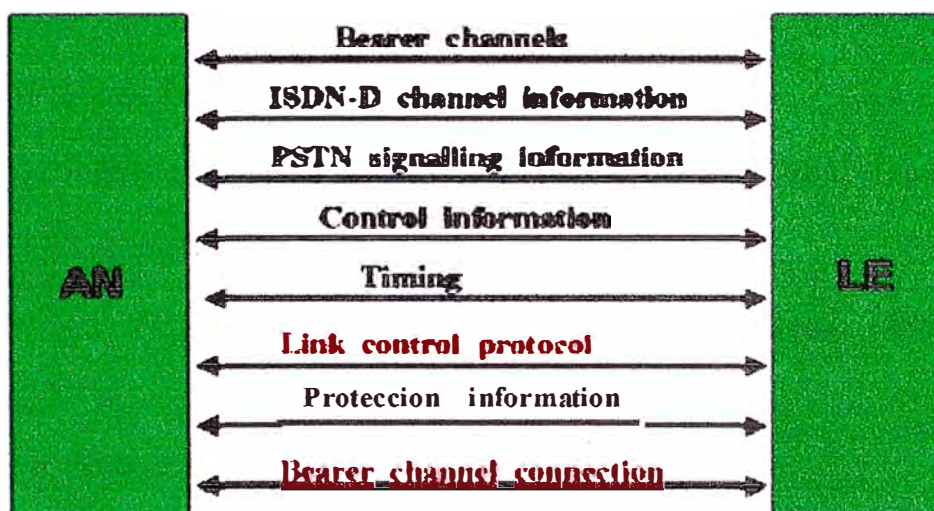 Bearer channels
ISDN-D channel information
PSTN signalling information
Control information
AN
Timing
LE
Link control protocol
Proteccion information
Bearer channel connection